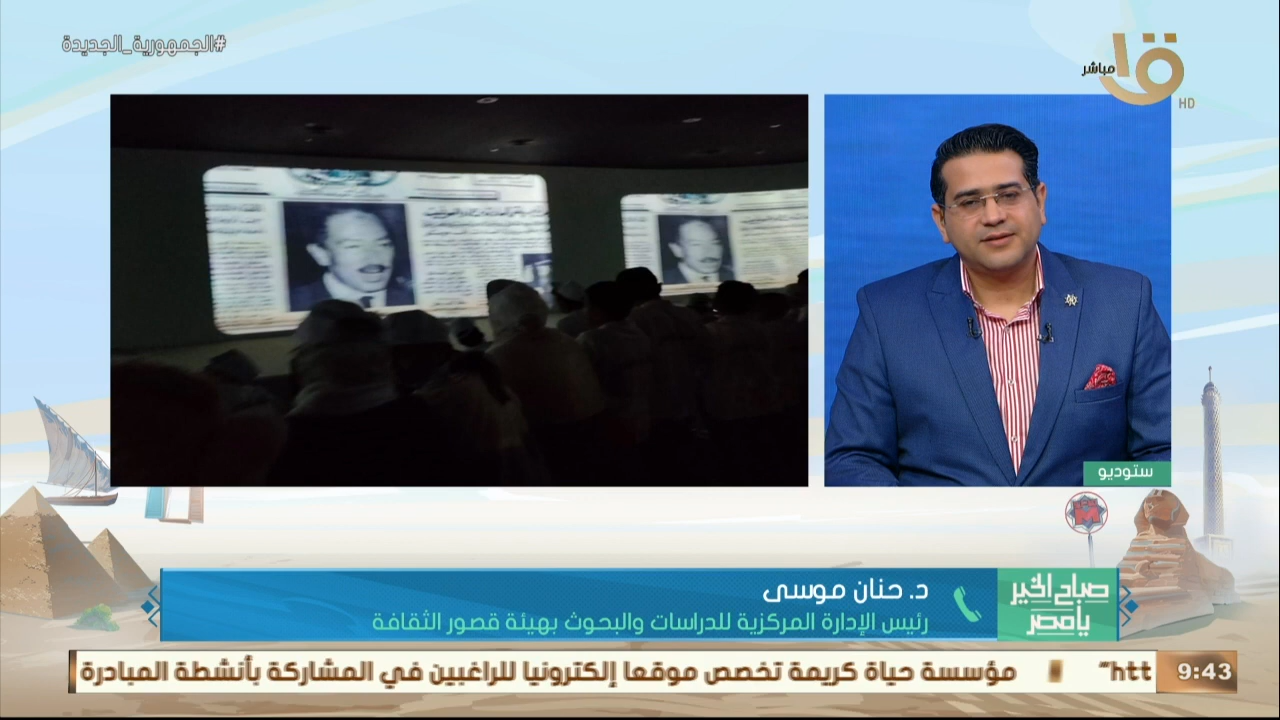 #الجمهورية_الجديدة
مباشر
HD
ستوديو
صباح الخير
يا مصر
د. حنان موسى
رئيس الإدارة المركزية للدراسات والبحوث بهيئة قصور الثقافة
9:43
htt"
مؤسسة حياة كريمة تخصص موقعا إلكترونيا للراغبين في المشاركة بأنشطة المبادرة